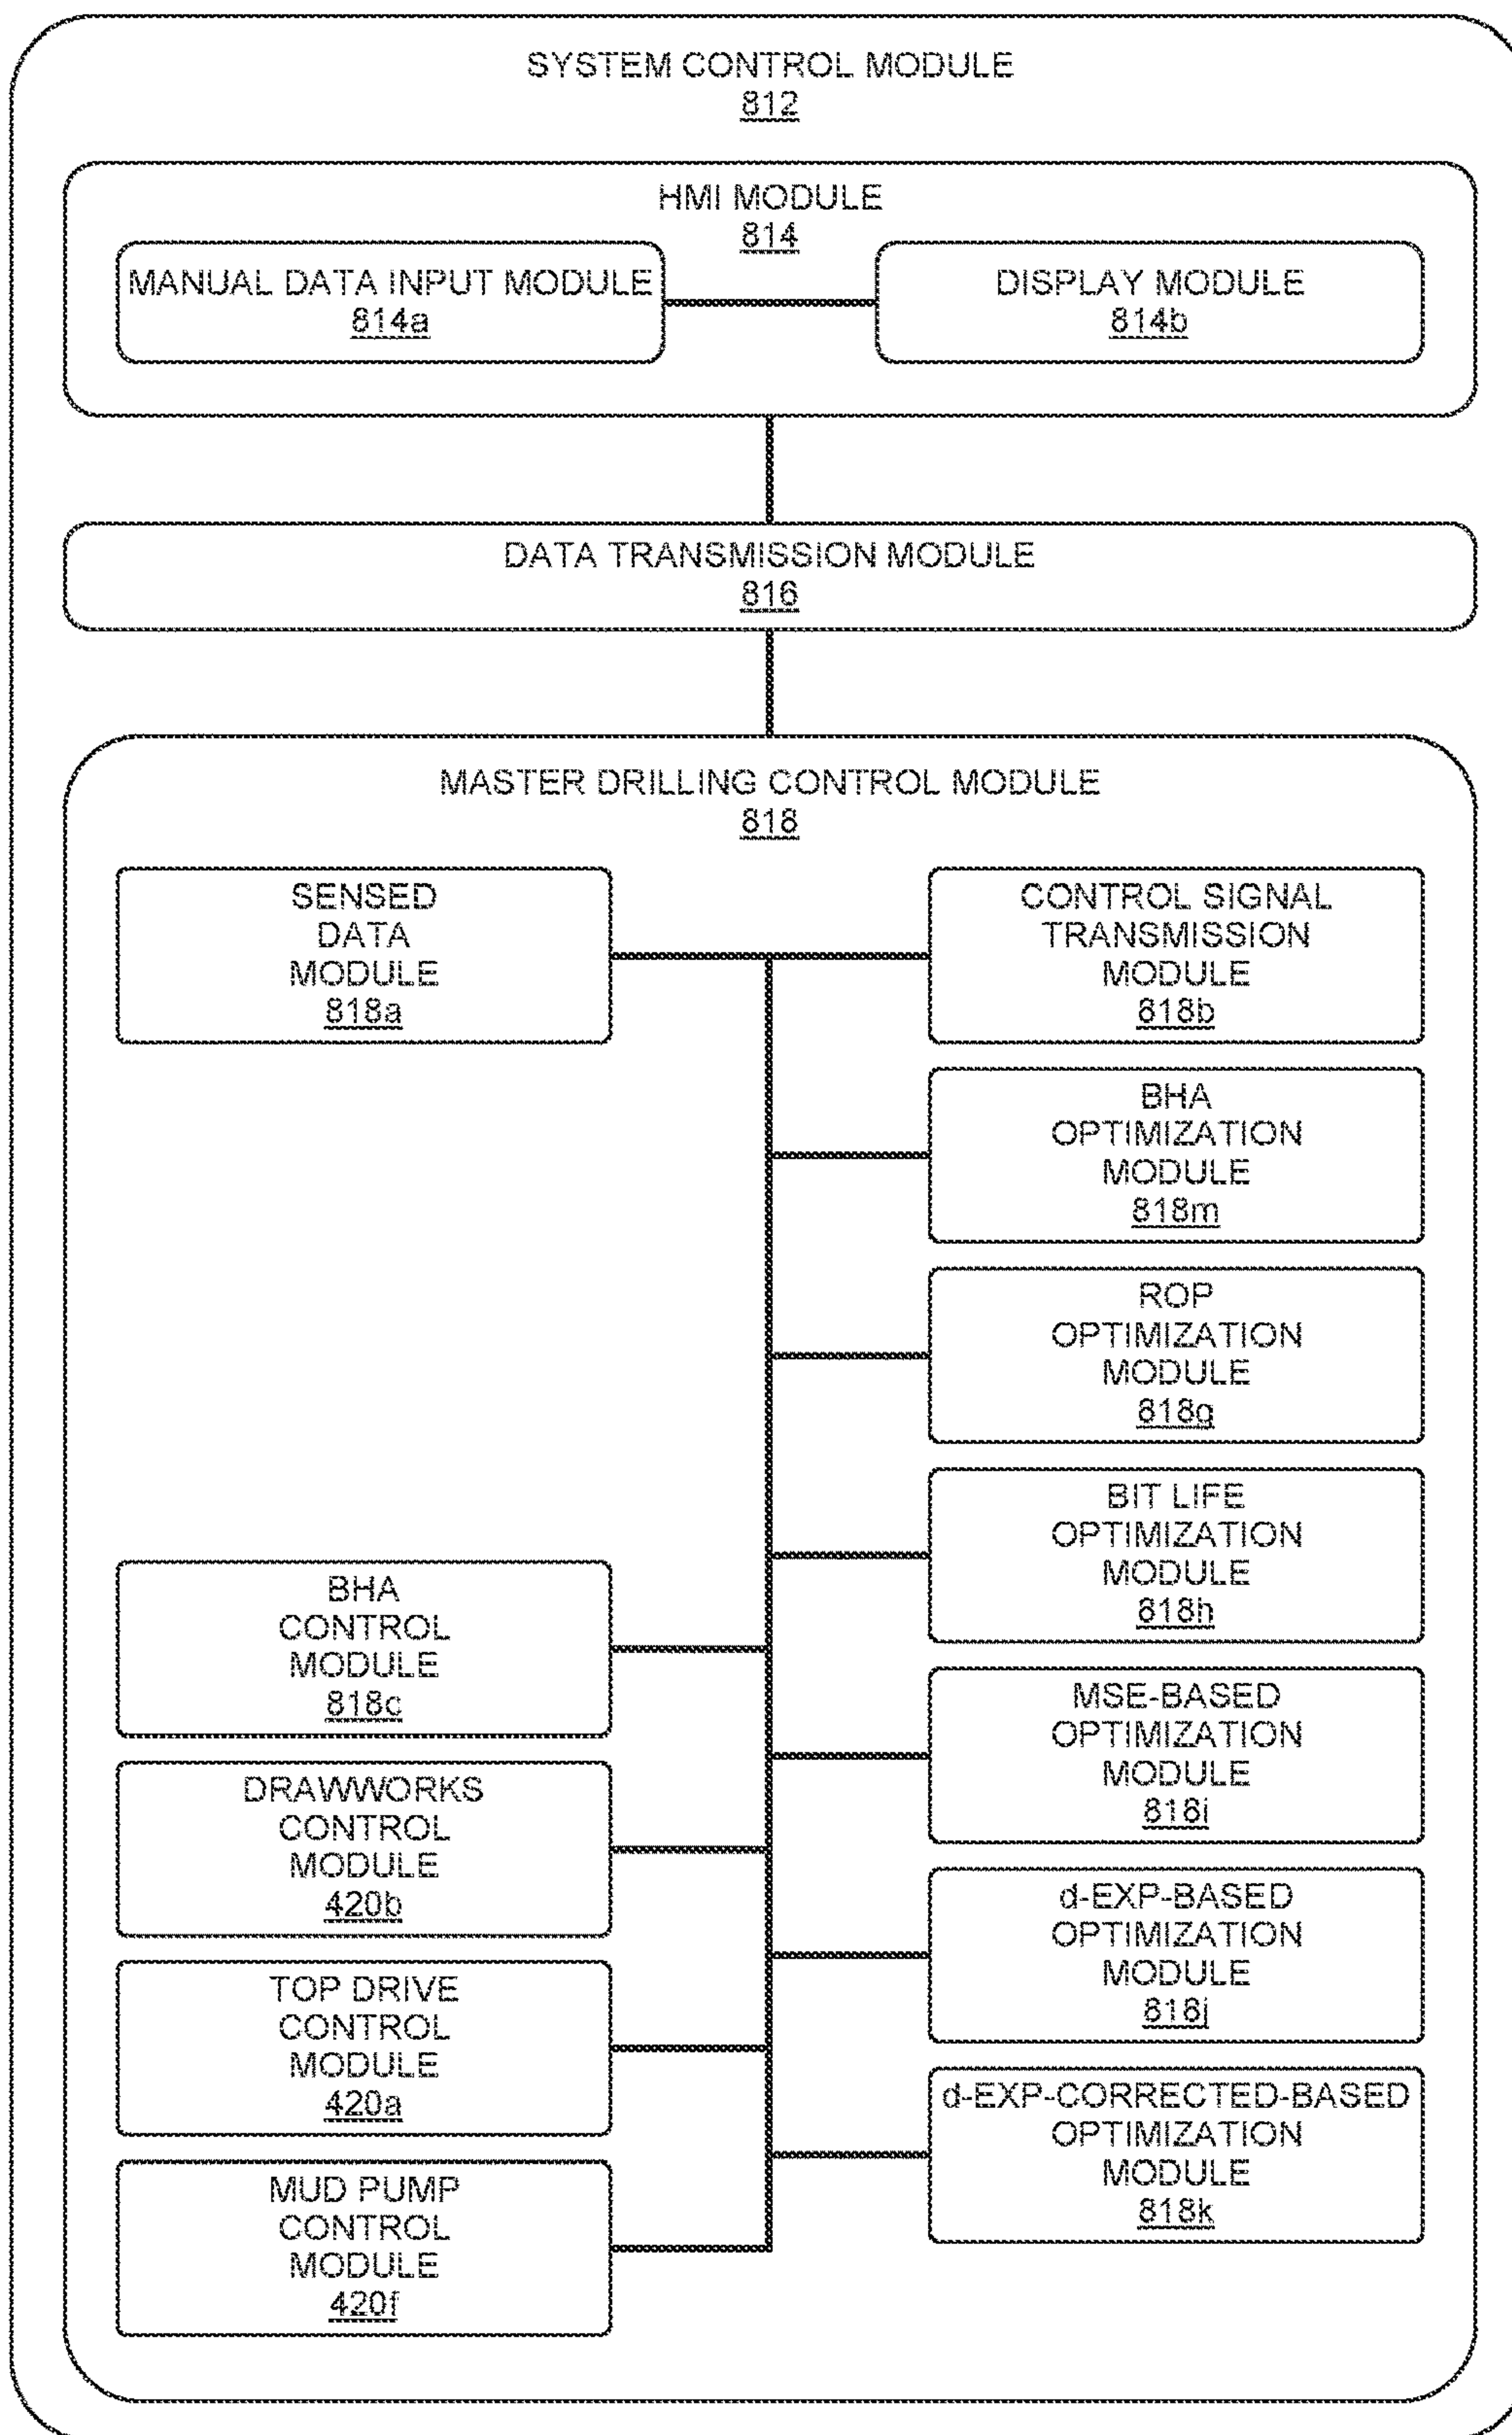 SYSTEM CONTROL MODULE
812
HMI MODULE
814
MANUAL DATA INPUT MODULE
814a
DISPLAY MODULE
814b
DATA TRANSMISSION MODULE
816
MASTER DRILLING CONTROL MODULE
818
SENSED
DATA
MODULE
818a
CONTROL SIGNAL
TRANSMISSION
MODULE
818b
BHA
OPTIMIZATION
MODULE
818m
ROP
OPTIMIZATION
MODULE
818g
BIT LIFE
OPTIMIZATION
MODULE
818h
BHA
CONTROL
MODULE
818c
MSE-BASED
OPTIMIZATION
MODULE
818i
DRAWWORKS
CONTROL
MODULE
420b
d-EXP-BASED
OPTIMIZATION
MODULE
818j
TOP DRIVE
CONTROL
MODULE
420a
d-EXP-CORRECTED-BASED
OPTIMIZATION
MODULE
818k
MUD PUMP
CONTROL
MODULE
420f